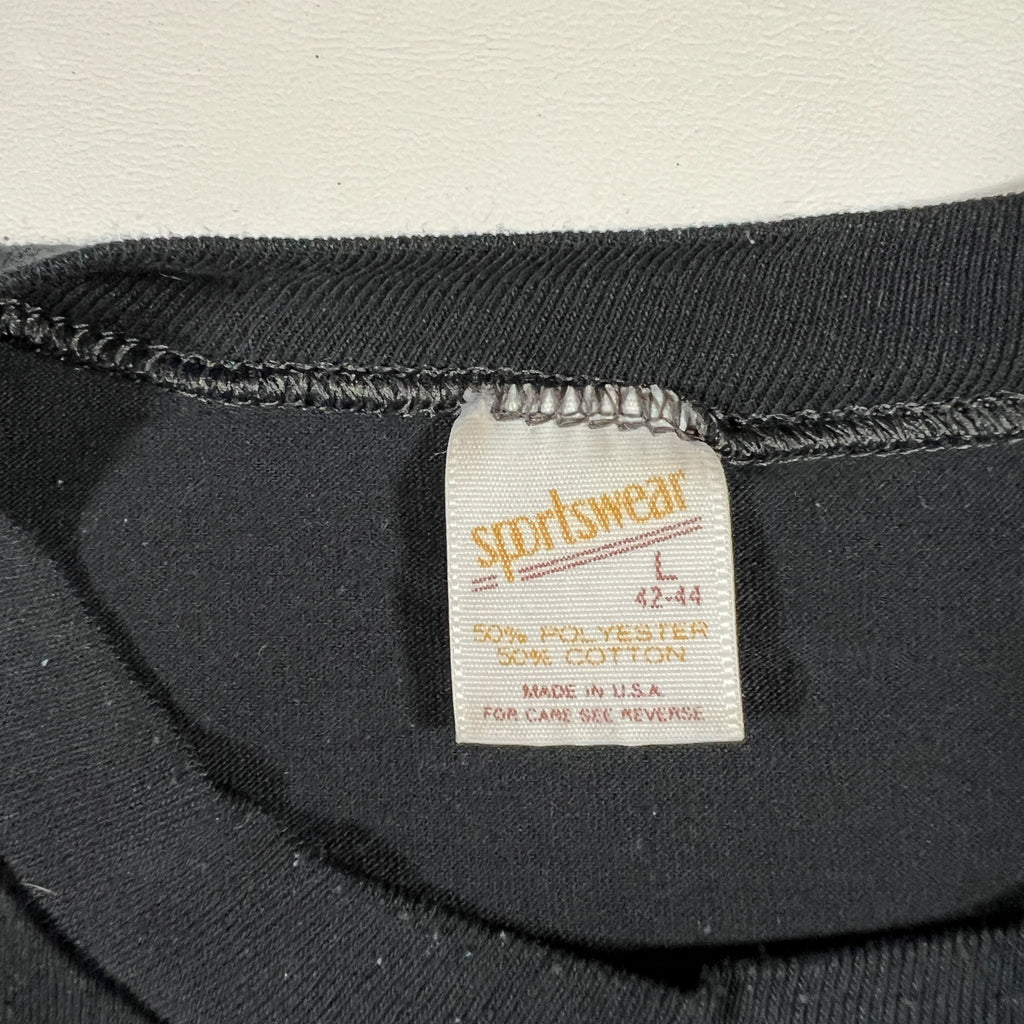 sportswear
L
42-44
50% POLYESTER
50% COTTON
MADE IN U.S.A.
FOR CARE SEE REVERSE